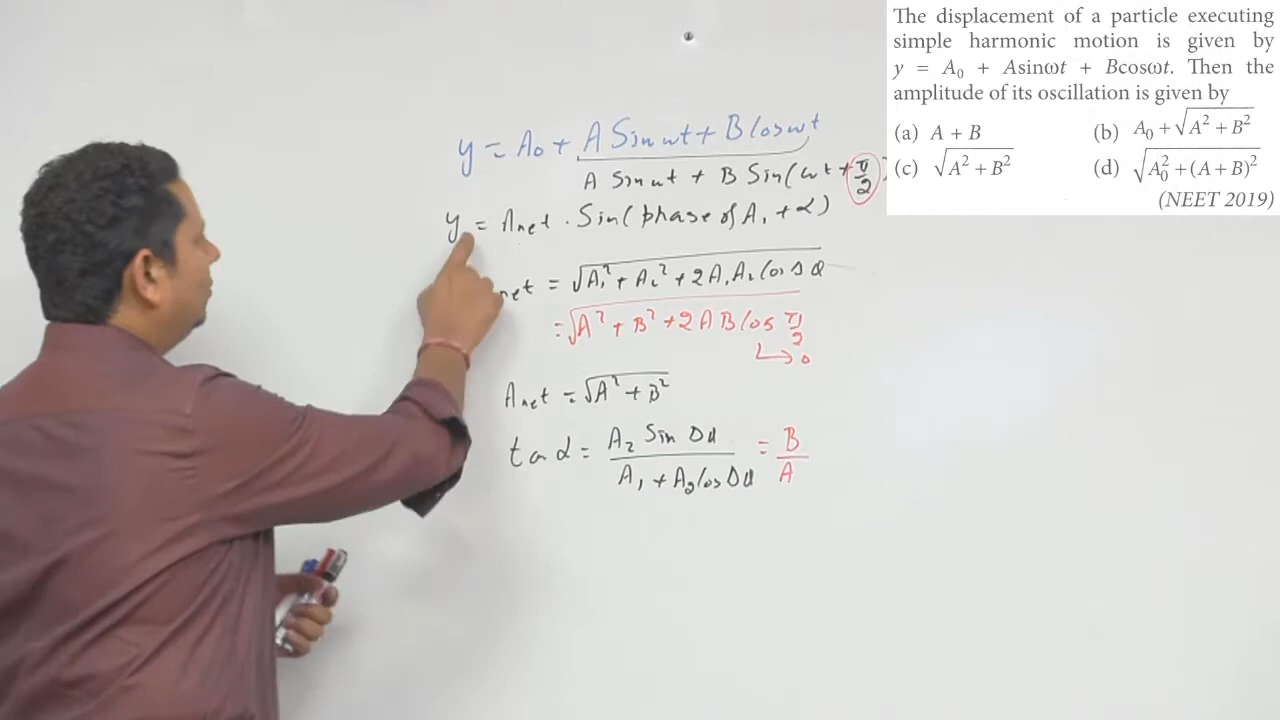 The displacement of a particle executing
simple harmonic motion is given by
y = A₀ + Asinωt + Bcosωt. Then the
amplitude of its oscillation is given by
(a) A + B (b) A₀ + √(A² + B²)
(c) √(A² + B²) (d) √(A₀² + (A + B)²)
(NEET 2019)
y = A₀ + A Sin ωt + B Cos ωt
A Sin ωt + B Sin(ωt + π/2)
y = Anet . Sin(phase of A₁ + α)
net = √(A₁² + A₂² + 2A₁A₂ Cos Δ
= √(A² + B² + 2AB Cos π/2
↳ 0
Anet = √(A² + B²)
tan α = A₂ Sin Δ / A₁ + A₂ Cos Δ = B/A